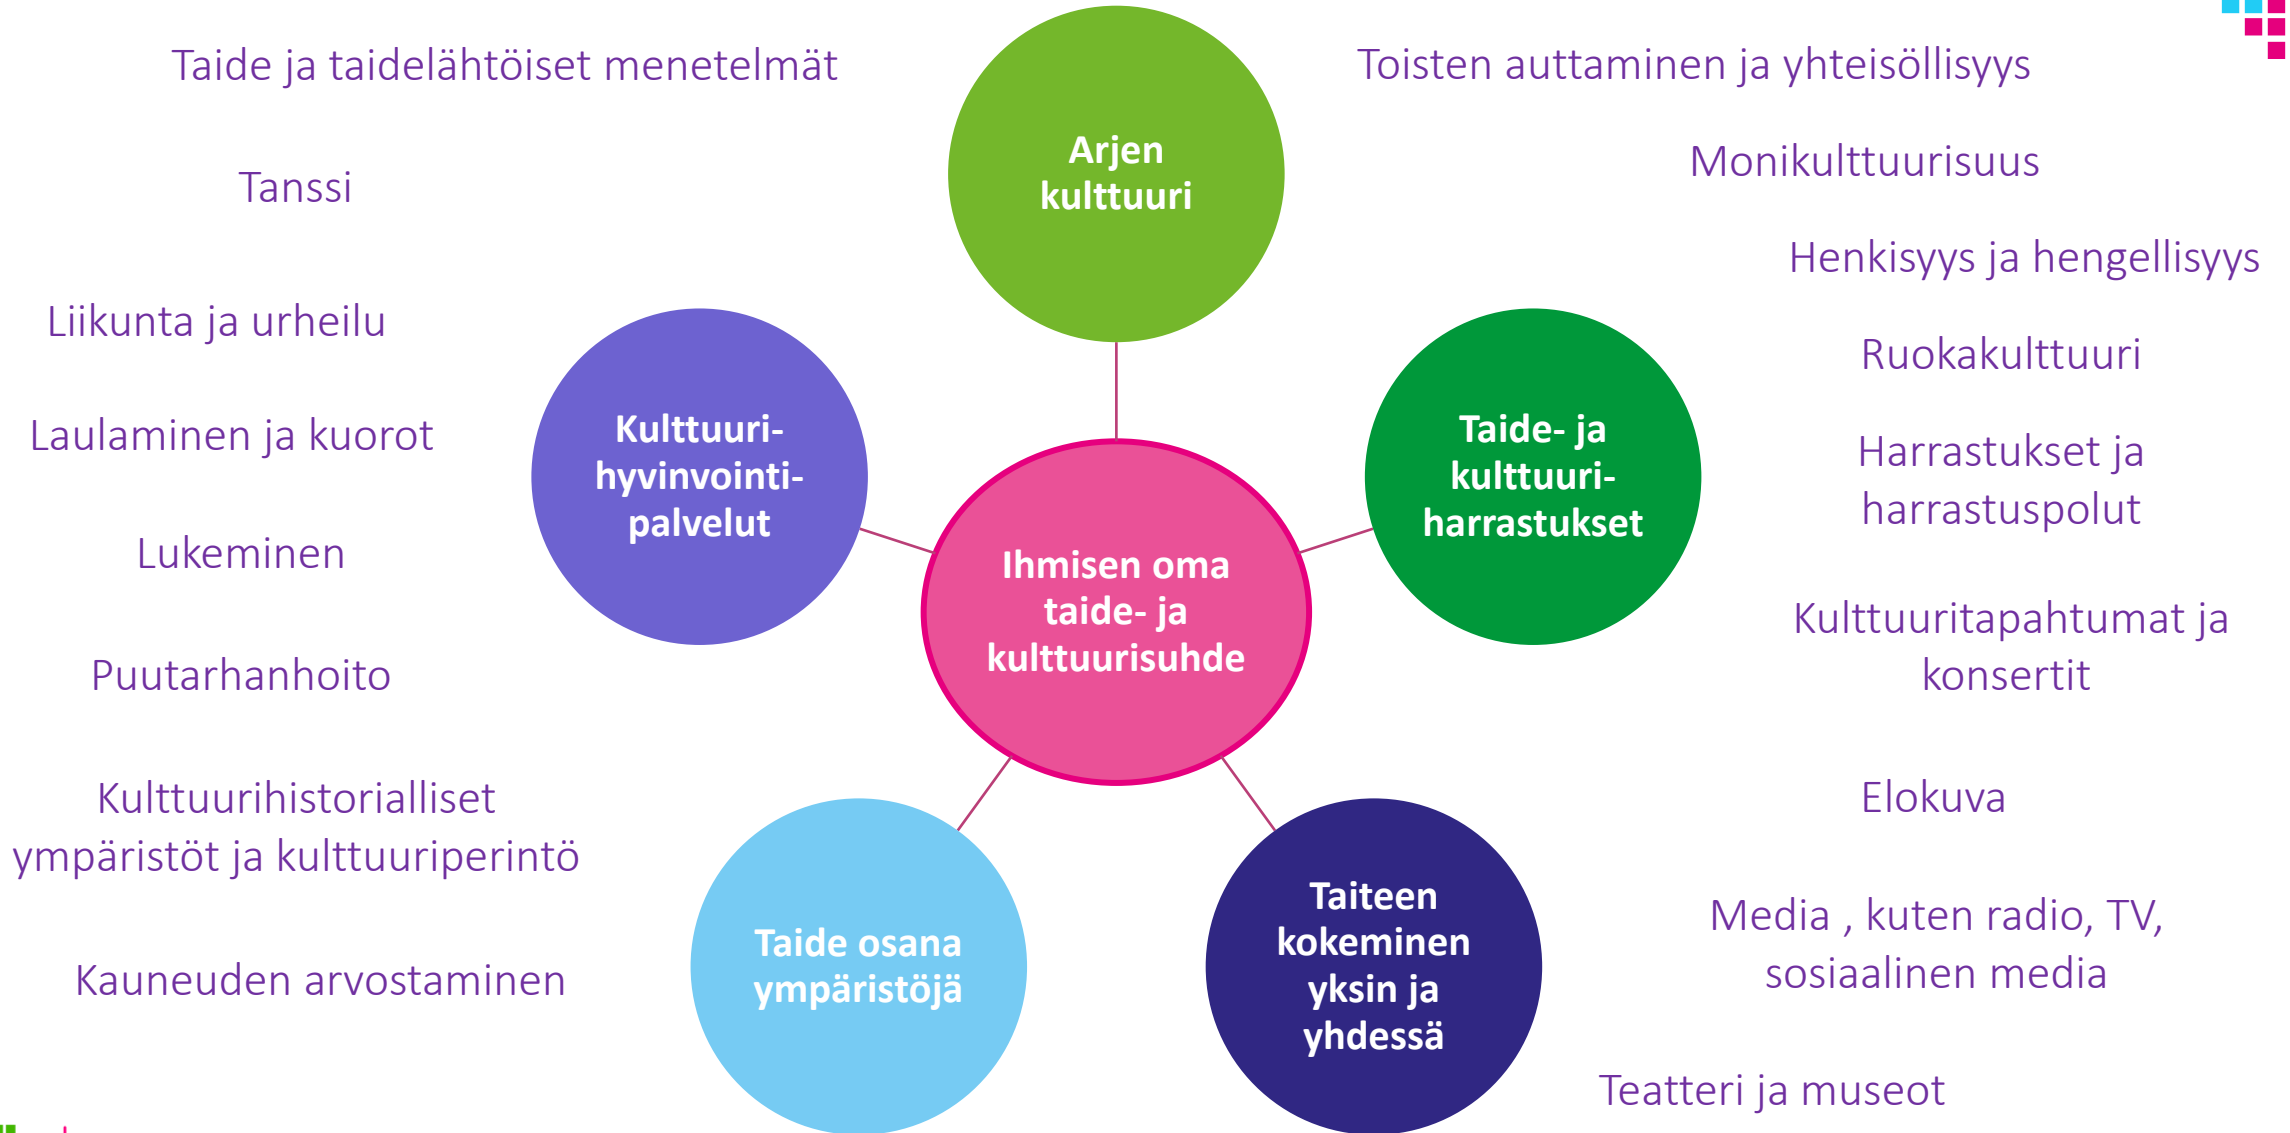 Taide ja taidelähtöiset menetelmät
Tanssi
Liikunta ja urheilu
Laulaminen ja kuorot
Lukeminen
Puutarhanhoito
Kulttuurihistorialliset
ympäristöt ja kulttuuriperintö
Kauneuden arvostaminen
Arjen
kulttuuri
Kulttuuri-
hyvinvointi-
palvelut
Taide- ja
kulttuuri-
harrastukset
Ihmisen oma
taide- ja
kulttuurisuhde
Taide osana
ympäristöjä
Taiteen
kokeminen
yksin ja
yhdessä
Toisten auttaminen ja yhteisöllisyys
Monikulttuurisuus
Henkisyys ja hengellisyys
Ruokakulttuuri
Harrastukset ja
harrastuspolut
Kulttuuritapahtumat ja
konsertit
Elokuva
Media , kuten radio, TV,
sosiaalinen media
Teatteri ja museot